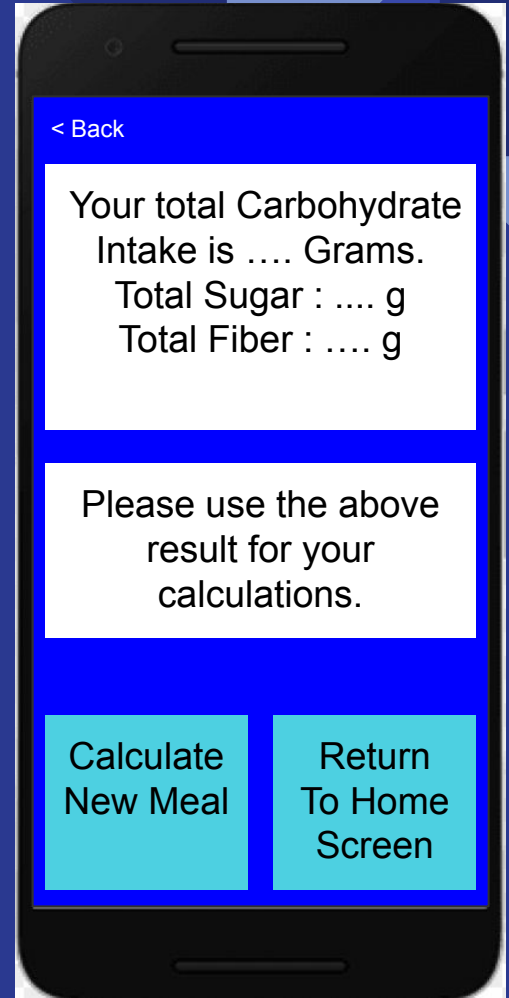 < Back
Your total Carbohydrate
Intake is …. Grams.
Total Sugar : .... g
Total Fiber : …. g
Please use the above
result for your
calculations.
Calculate
New Meal
Return
To Home
Screen